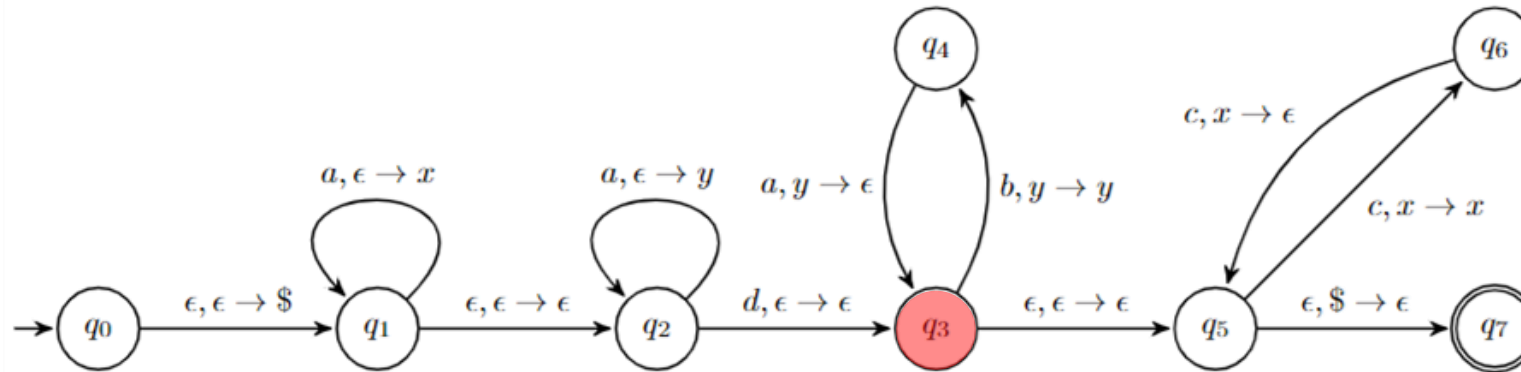 q₄
q₆
c, x → ϵ
a, ϵ → x
a, ϵ → y
a, y → ϵ
b, y → y
c, x → x
ϵ, ϵ → $
ϵ, ϵ → ϵ
d, ϵ → ϵ
ϵ, ϵ → ϵ
ϵ, $ → ϵ
q₀
q₁
q₂
q₃
q₅
q₇